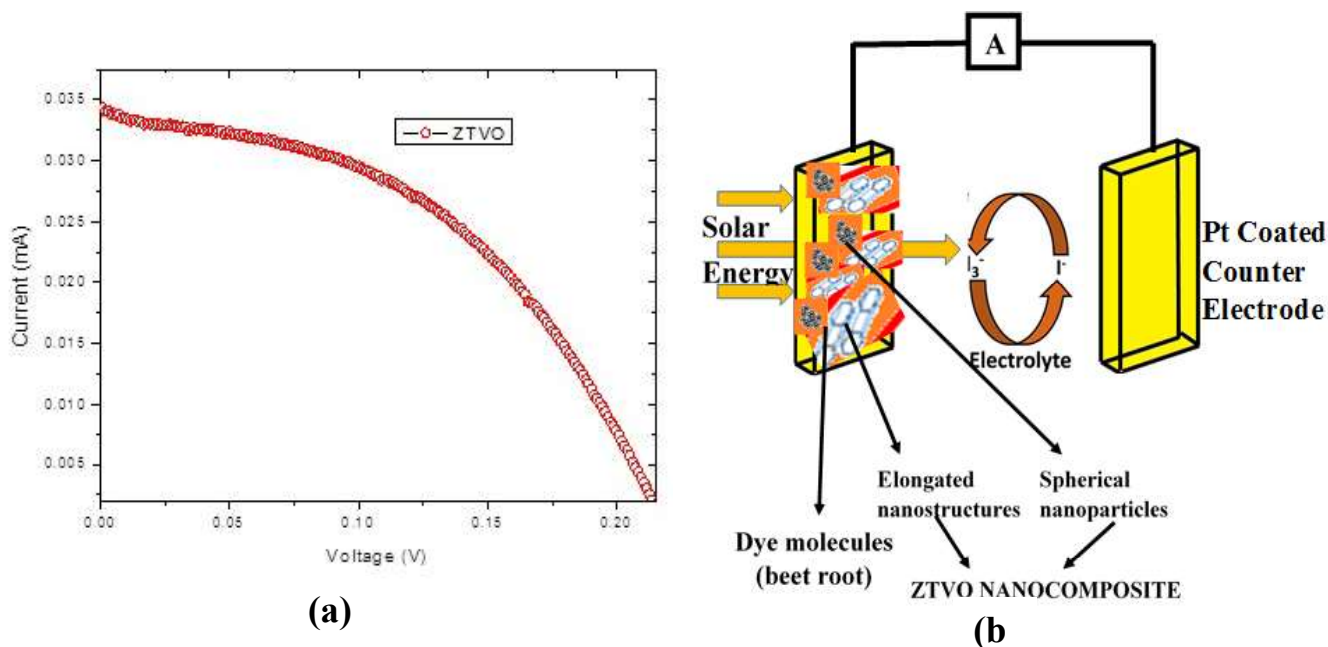 0.035
0.030
0.025
0.020
0.015
0.010
0.005
0.00
0.05
0.10
0.15
0.20
Current (mA)
Voltage (V)
ZTVO
(a)
A
Solar
Energy
I3-
I-
Electrolyte
Pt Coated
Counter
Electrode
Elongated
nanostructures
Spherical
nanoparticles
Dye molecules
(beet root)
ZTVO NANOCOMPOSITE
(b)